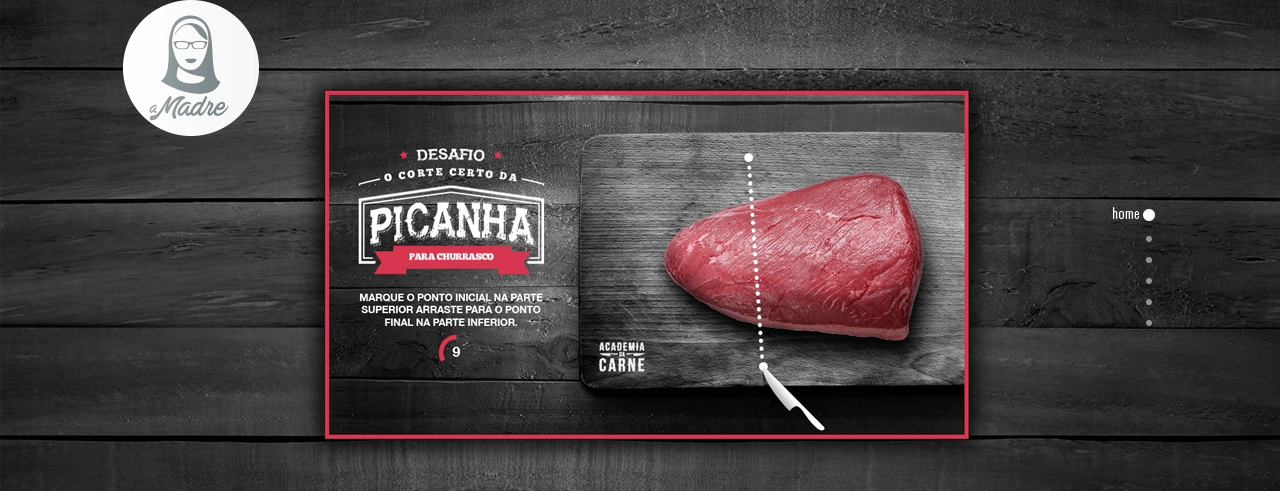 a Madre
DESAFIO
O CORTE CERTO DA
PICANHA
PARA CHURRASCO
MARQUE O PONTO INICIAL NA PARTE
SUPERIOR ARRASTE PARA O PONTO
FINAL NA PARTE INFERIOR.
9
ACADEMIA
DA
CARNE
home